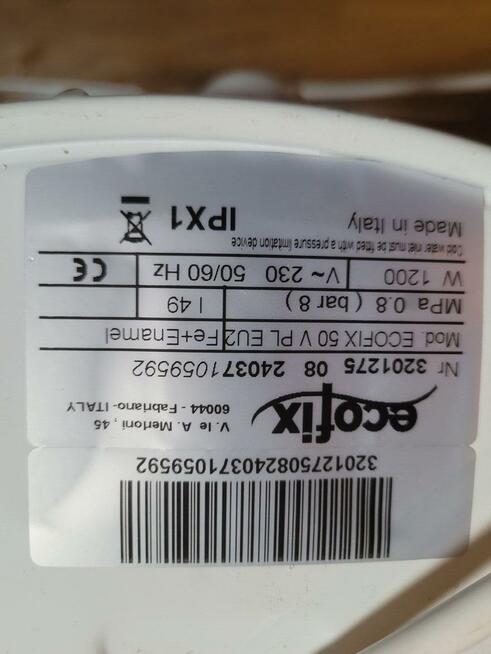 320127508240371059592
ecofix
V. le A. Merloni , 45
60044 - Fabriano- ITALY
Nr 3201275 08 240371059592
Mod. ECOFIX 50 V PL EU2 Fe+Enamel
MPa 0.8 ( bar 8 ) l 49
W 1200 V~ 230 50/60 Hz CE
Cold water inlet must be fitted with a pressure limitation device
Made in Italy IPX1